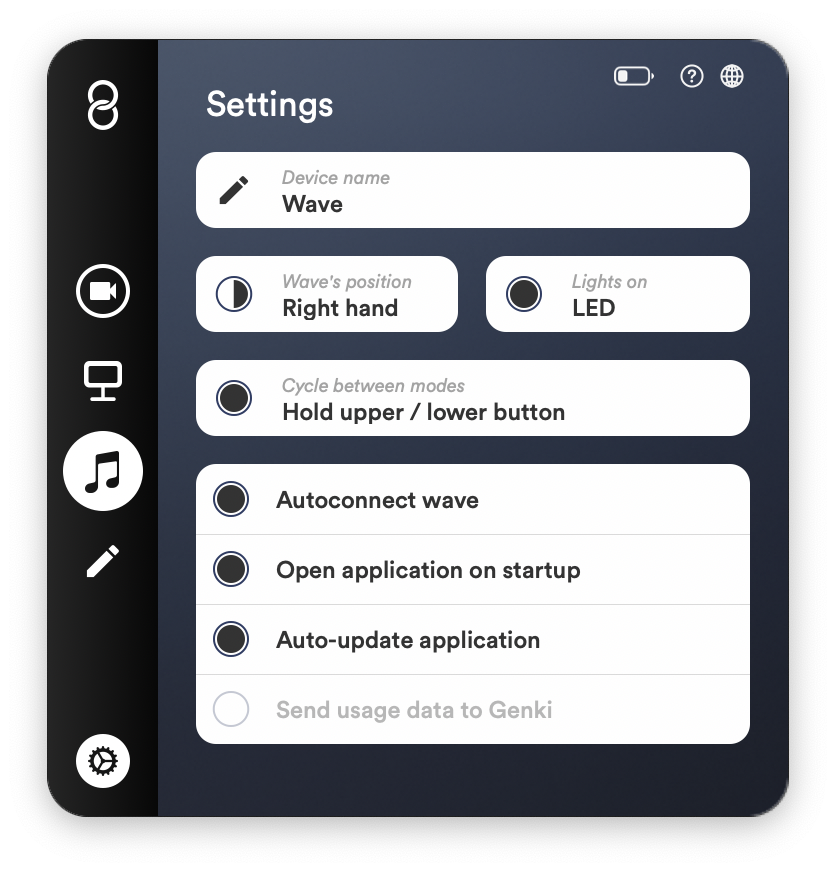 Settings
Device name
Wave
Wave's position
Right hand
Lights on
LED
Cycle between modes
Hold upper / lower button
Autoconnect wave
Open application on startup
Auto-update application
Send usage data to Genki